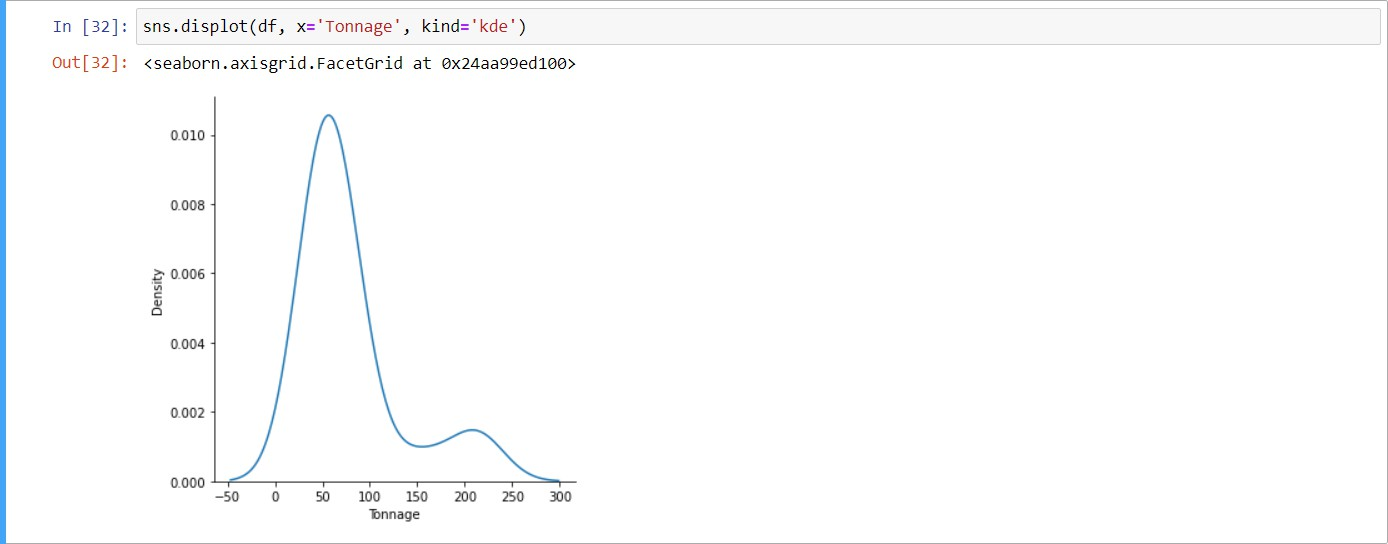 In [32]: sns.displot(df, x='Tonnage', kind='kde')
Out[32]: <seaborn.axisgrid.FacetGrid at 0x24aa99ed100>
0.010
0.008
0.006
0.004
0.002
0.000
Density
−50 0 50 100 150 200 250 300
Tonnage